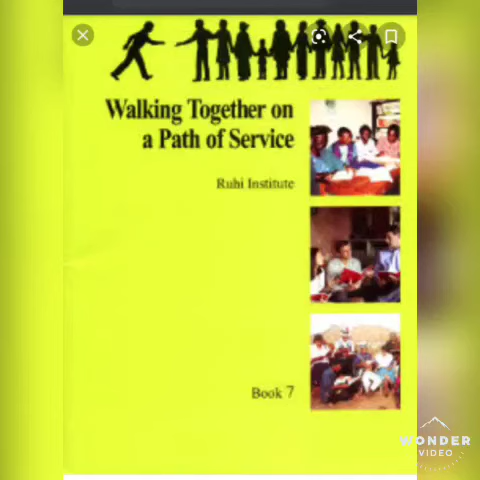 Walking Together on
a Path of Service
Ruhi Institute
Book 7
WONDER
VIDEO